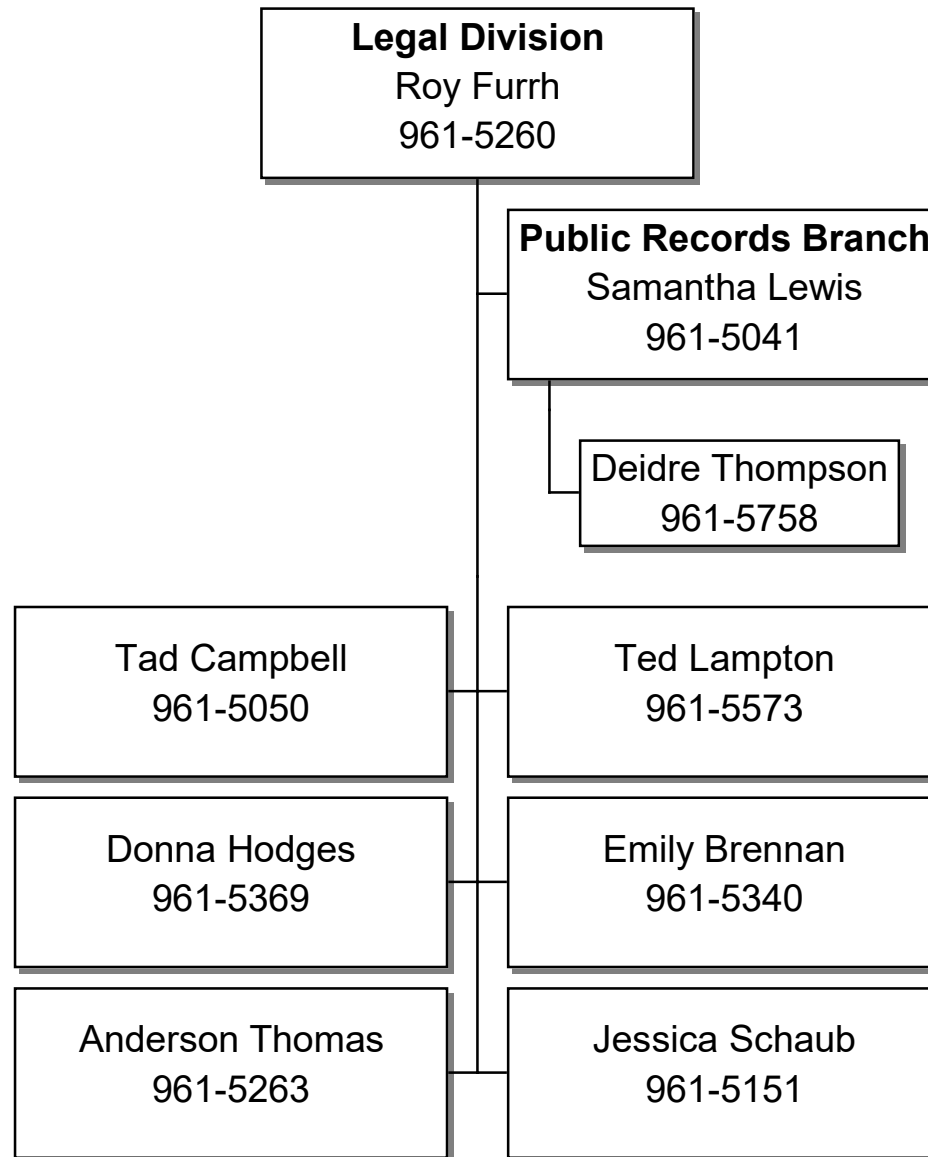 Legal Division
Roy Furrh
961-5260
Public Records Branch
Samantha Lewis
961-5041
Deidre Thompson
961-5758
Tad Campbell
961-5050
Ted Lampton
961-5573
Donna Hodges
961-5369
Emily Brennan
961-5340
Anderson Thomas
961-5263
Jessica Schaub
961-5151